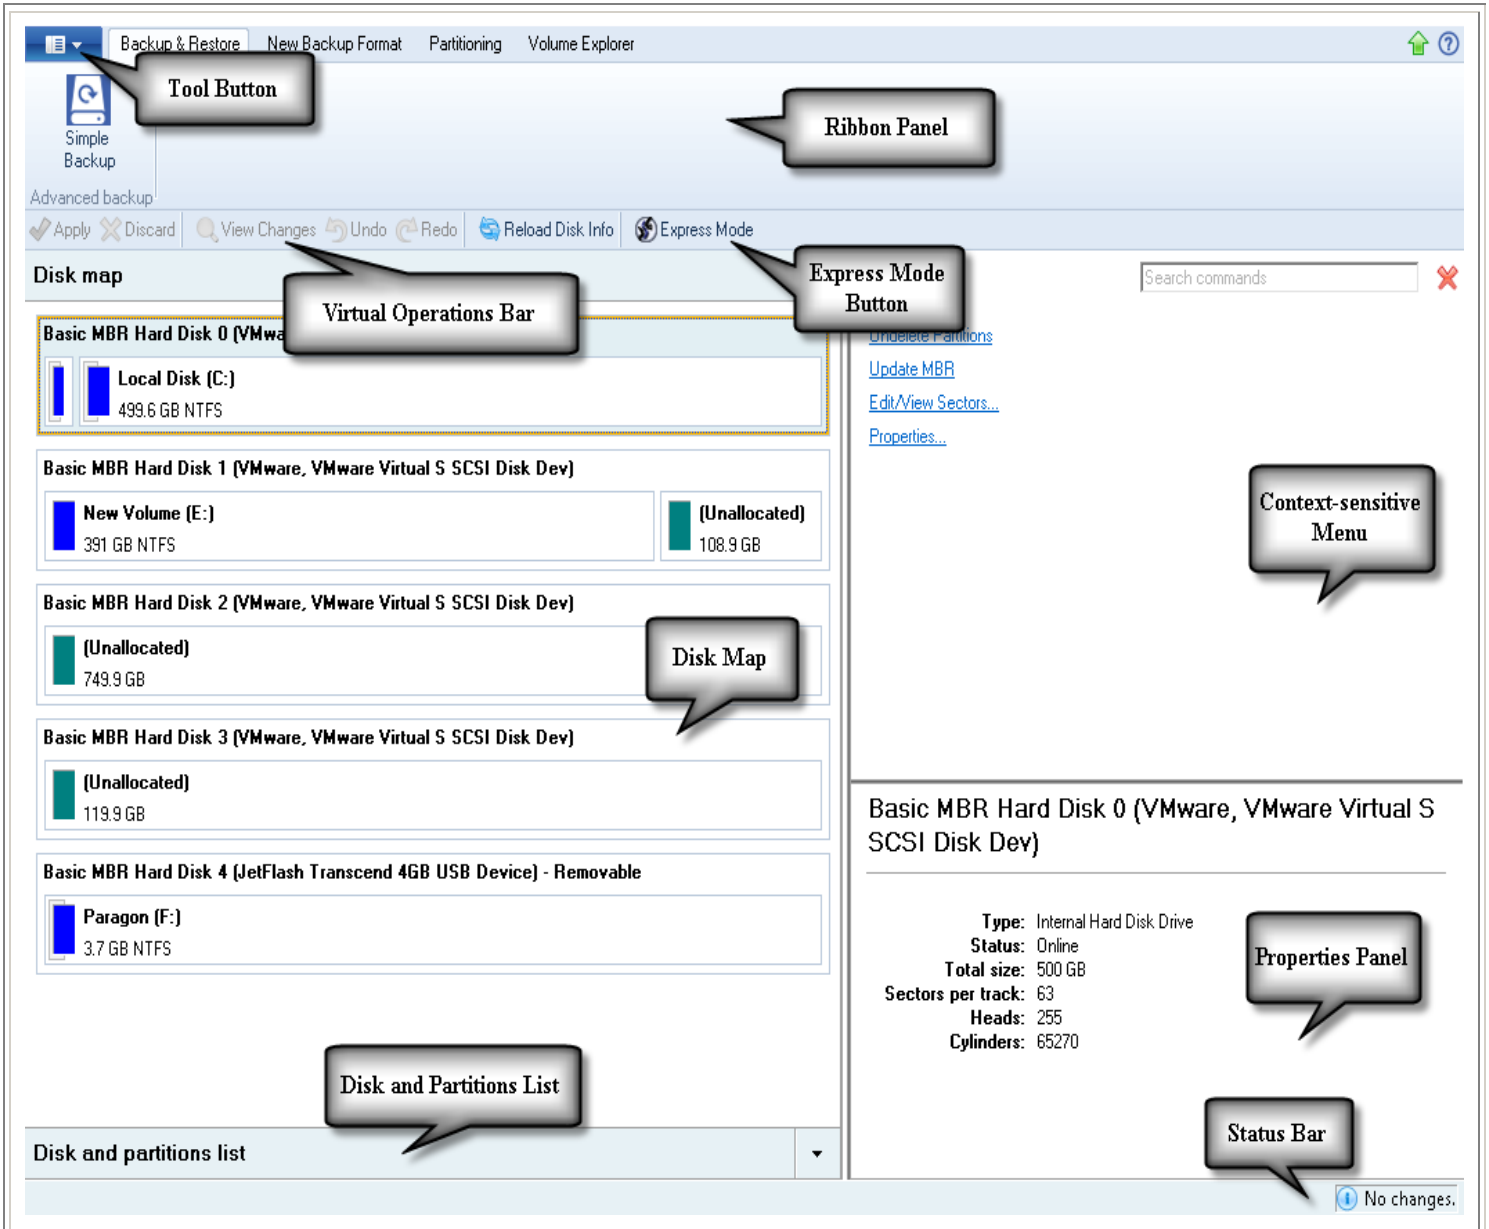 Backup & Restore New Backup Format Partitioning Volume Explorer
Tool Button
Ribbon Panel
Simple
Backup
Advanced backup
Apply Discard View Changes Undo Redo Reload Disk Info Express Mode
Disk map
Virtual Operations Bar
Express Mode
Button
Search commands
Basic MBR Hard Disk 0 (VMwa
Local Disk (C:)
499.6 GB NTFS
Undelete Partitions
Update MBR
Edit/View Sectors...
Properties...
Basic MBR Hard Disk 1 (VMware, VMware Virtual S SCSI Disk Dev)
New Volume (E:)
391 GB NTFS
(Unallocated)
108.9 GB
Context-sensitive
Menu
Basic MBR Hard Disk 2 (VMware, VMware Virtual S SCSI Disk Dev)
(Unallocated)
749.9 GB
Disk Map
Basic MBR Hard Disk 3 (VMware, VMware Virtual S SCSI Disk Dev)
(Unallocated)
119.9 GB
Basic MBR Hard Disk 4 (JetFlash Transcend 4GB USB Device) - Removable
Paragon (F:)
3.7 GB NTFS
Basic MBR Hard Disk 0 (VMware, VMware Virtual S
SCSI Disk Dev)
Type: Internal Hard Disk Drive
Status: Online
Total size: 500 GB
Sectors per track: 63
Heads: 255
Cylinders: 65270
Properties Panel
Disk and Partitions List
Disk and partitions list
Status Bar
No changes.